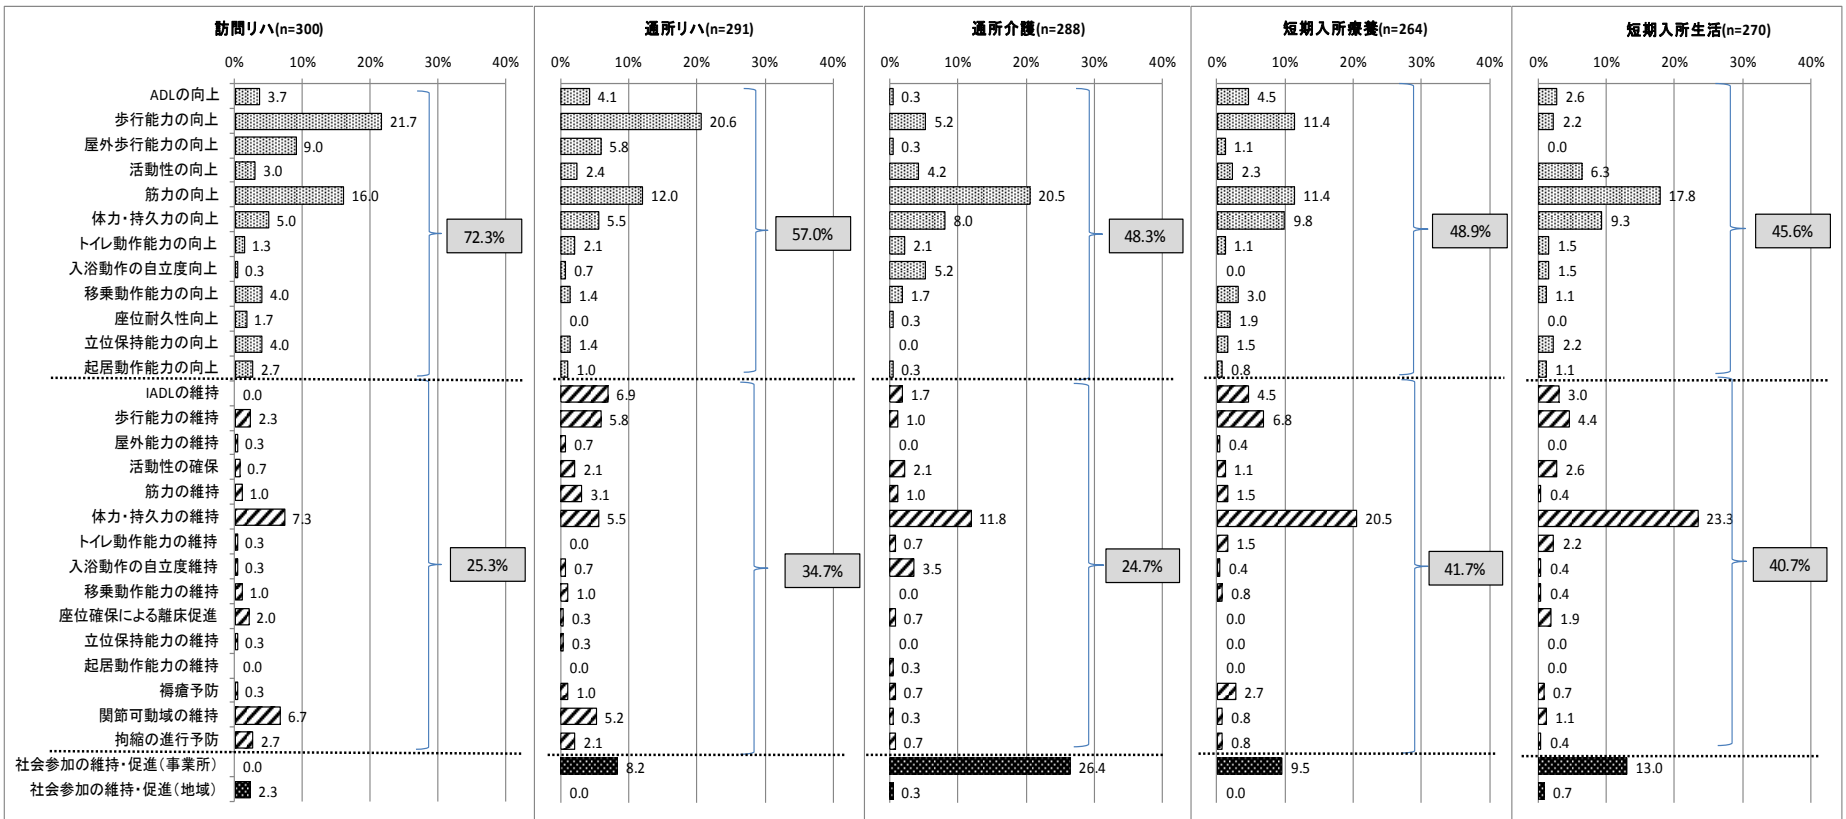 訪問リハ(n=300) 通所リハ(n=291) 通所介護(n=288) 短期入所療養(n=264) 短期入所生活(n=270)
0% 10% 20% 30% 40% 0% 10% 20% 30% 40% 0% 10% 20% 30% 40% 0% 10% 20% 30% 40% 0% 10% 20% 30% 40%
ADLの向上 3.7 4.1 0.3 4.5 2.6
歩行能力の向上 21.7 20.6 5.2 11.4 2.2
屋外歩行能力の向上 9.0 5.8 0.3 1.1 0.0
活動性の向上 3.0 2.4 4.2 2.3 6.3
筋力の向上 16.0 12.0 20.5 11.4 17.8
体力・持久力の向上 5.0 5.5 8.0 9.8 9.3
72.3% 57.0% 48.3% 48.9% 45.6%
トイレ動作能力の向上 1.3 2.1 2.1 1.1 1.5
入浴動作の自立度向上 0.3 0.7 5.2 0.0 1.5
移乗動作能力の向上 4.0 1.4 1.7 3.0 1.1
座位耐久性向上 1.7 0.0 0.3 1.9 0.0
立位保持能力の向上 4.0 1.4 0.0 1.5 2.2
起居動作能力の向上 2.7 1.0 0.3 0.8 1.1
IADLの維持 0.0 6.9 1.7 4.5 3.0
歩行能力の維持 2.3 5.8 1.0 6.8 4.4
屋外能力の維持 0.3 0.7 0.0 0.4 0.0
活動性の確保 0.7 2.1 2.1 1.1 2.6
筋力の維持 1.0 3.1 1.0 1.5 0.4
体力・持久力の維持 7.3 5.5 11.8 20.5 23.3
トイレ動作能力の維持 0.3 0.0 0.7 1.5 2.2
入浴動作の自立度維持 0.3 0.7 3.5 0.4 0.4
25.3% 34.7% 24.7% 41.7% 40.7%
移乗動作能力の維持 1.0 1.0 0.0 0.8 0.4
座位確保による離床促進 2.0 0.3 0.7 0.0 1.9
立位保持能力の維持 0.3 0.3 0.0 0.0 0.0
起居動作能力の維持 0.0 0.0 0.3 0.0 0.0
褥瘡予防 0.3 1.0 0.7 2.7 0.7
関節可動域の維持 6.7 5.2 0.3 0.8 1.1
拘縮の進行予防 2.7 2.1 0.7 0.8 0.4
社会参加の維持・促進(事業所) 0.0 8.2 26.4 9.5 13.0
社会参加の維持・促進(地域) 2.3 0.0 0.3 0.0 0.7